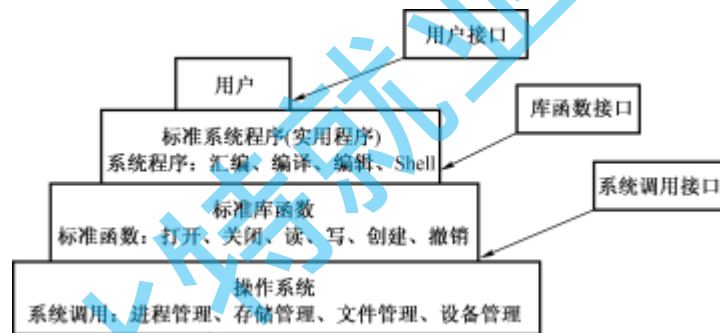 用户接口
用户
库函数接口
标准系统程序(实用程序)
系统程序：汇编、编译、编辑、Shell
系统调用接口
标准库函数
标准函数：打开、关闭、读、写、创建、撤销
操作系统
系统调用：进程管理、存储管理、文件管理、设备管理
特就业